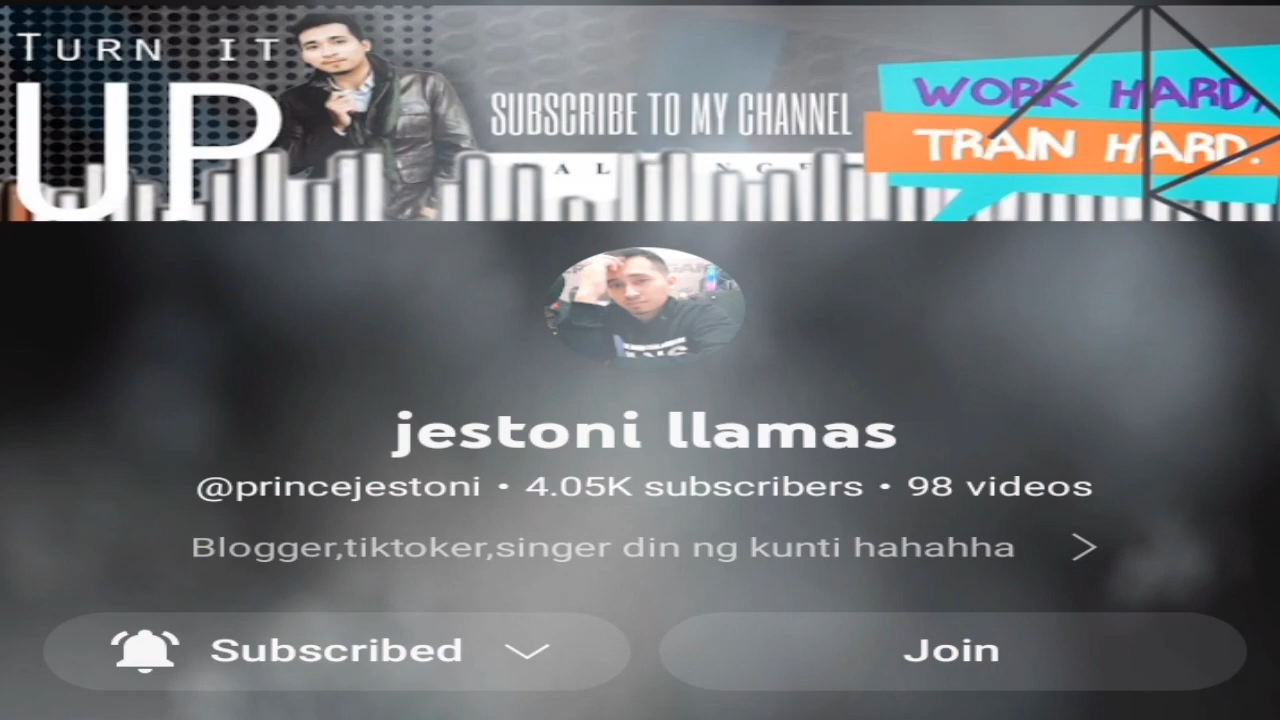 TURN IT
UP
SUBSCRIBE TO MY CHANNEL
WORK HARD,
TRAIN HARD.
jestoni llamas
@princejestoni • 4.05K subscribers • 98 videos
Blogger,tiktoker,singer din ng kunti hahahha
Subscribed
Join